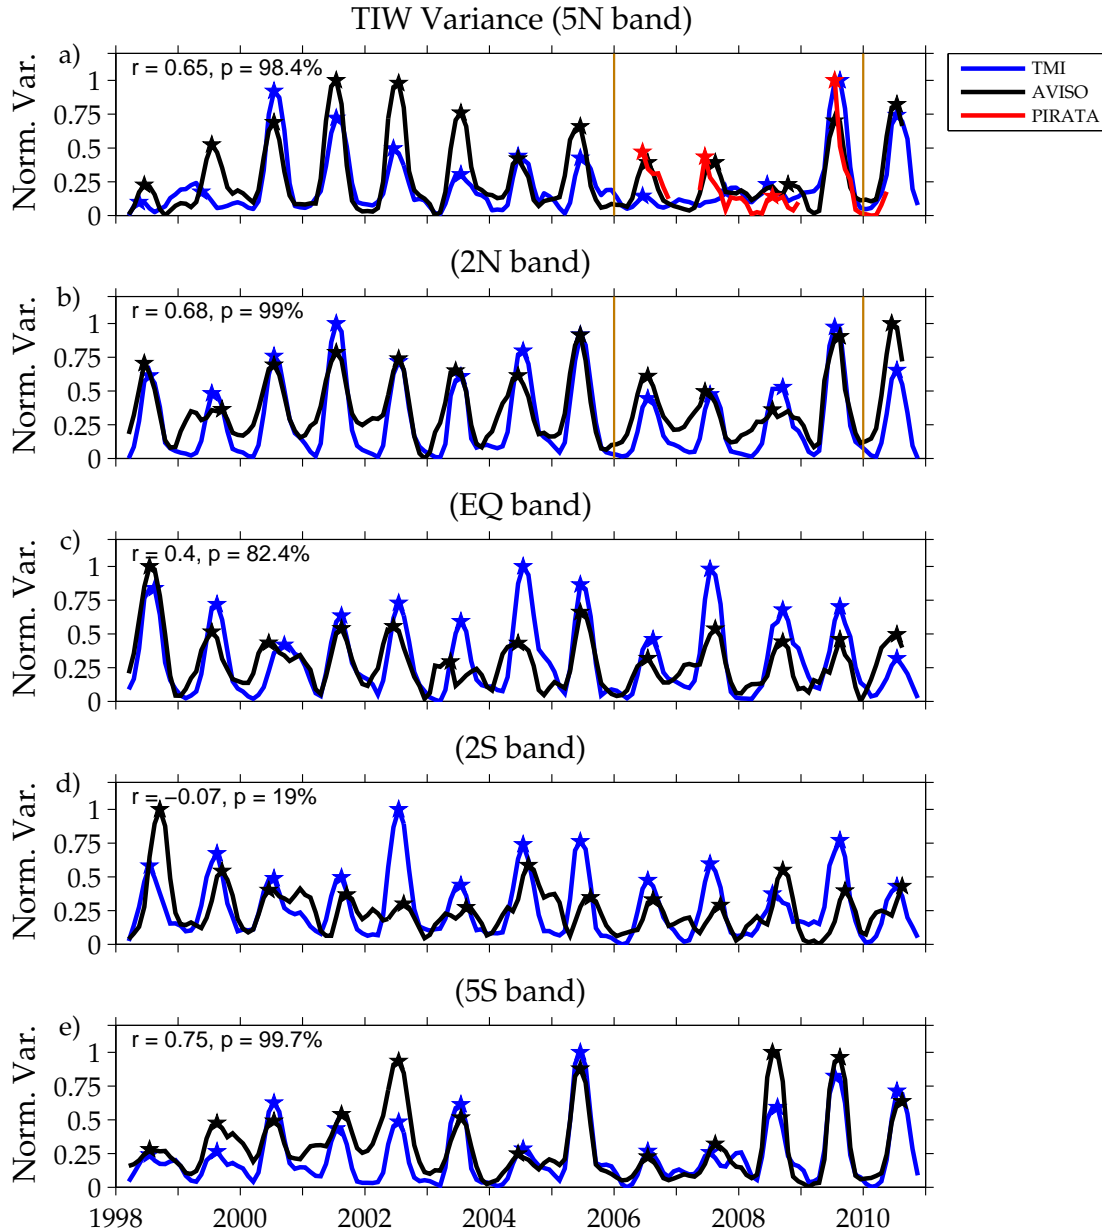 TIW Variance (5N band)
a)
r = 0.65, p = 98.4%
Norm. Var.
1
0.75
0.5
0.25
0
TMI
AVISO
PIRATA
(2N band)
b)
r = 0.68, p = 99%
Norm. Var.
1
0.75
0.5
0.25
0
(EQ band)
c)
r = 0.4, p = 82.4%
Norm. Var.
1
0.75
0.5
0.25
0
(2S band)
d)
r = −0.07, p = 19%
Norm. Var.
1
0.75
0.5
0.25
0
(5S band)
e)
r = 0.75, p = 99.7%
Norm. Var.
1
0.75
0.5
0.25
0
1998 2000 2002 2004 2006 2008 2010